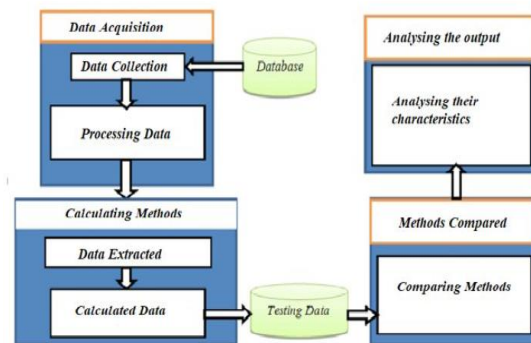 Data Acquisition
Data Collection
Database
Processing Data
Calculating Methods
Data Extracted
Calculated Data
Testing Data
Analysing the output
Analysing their
characteristics
Methods Compared
Comparing Methods